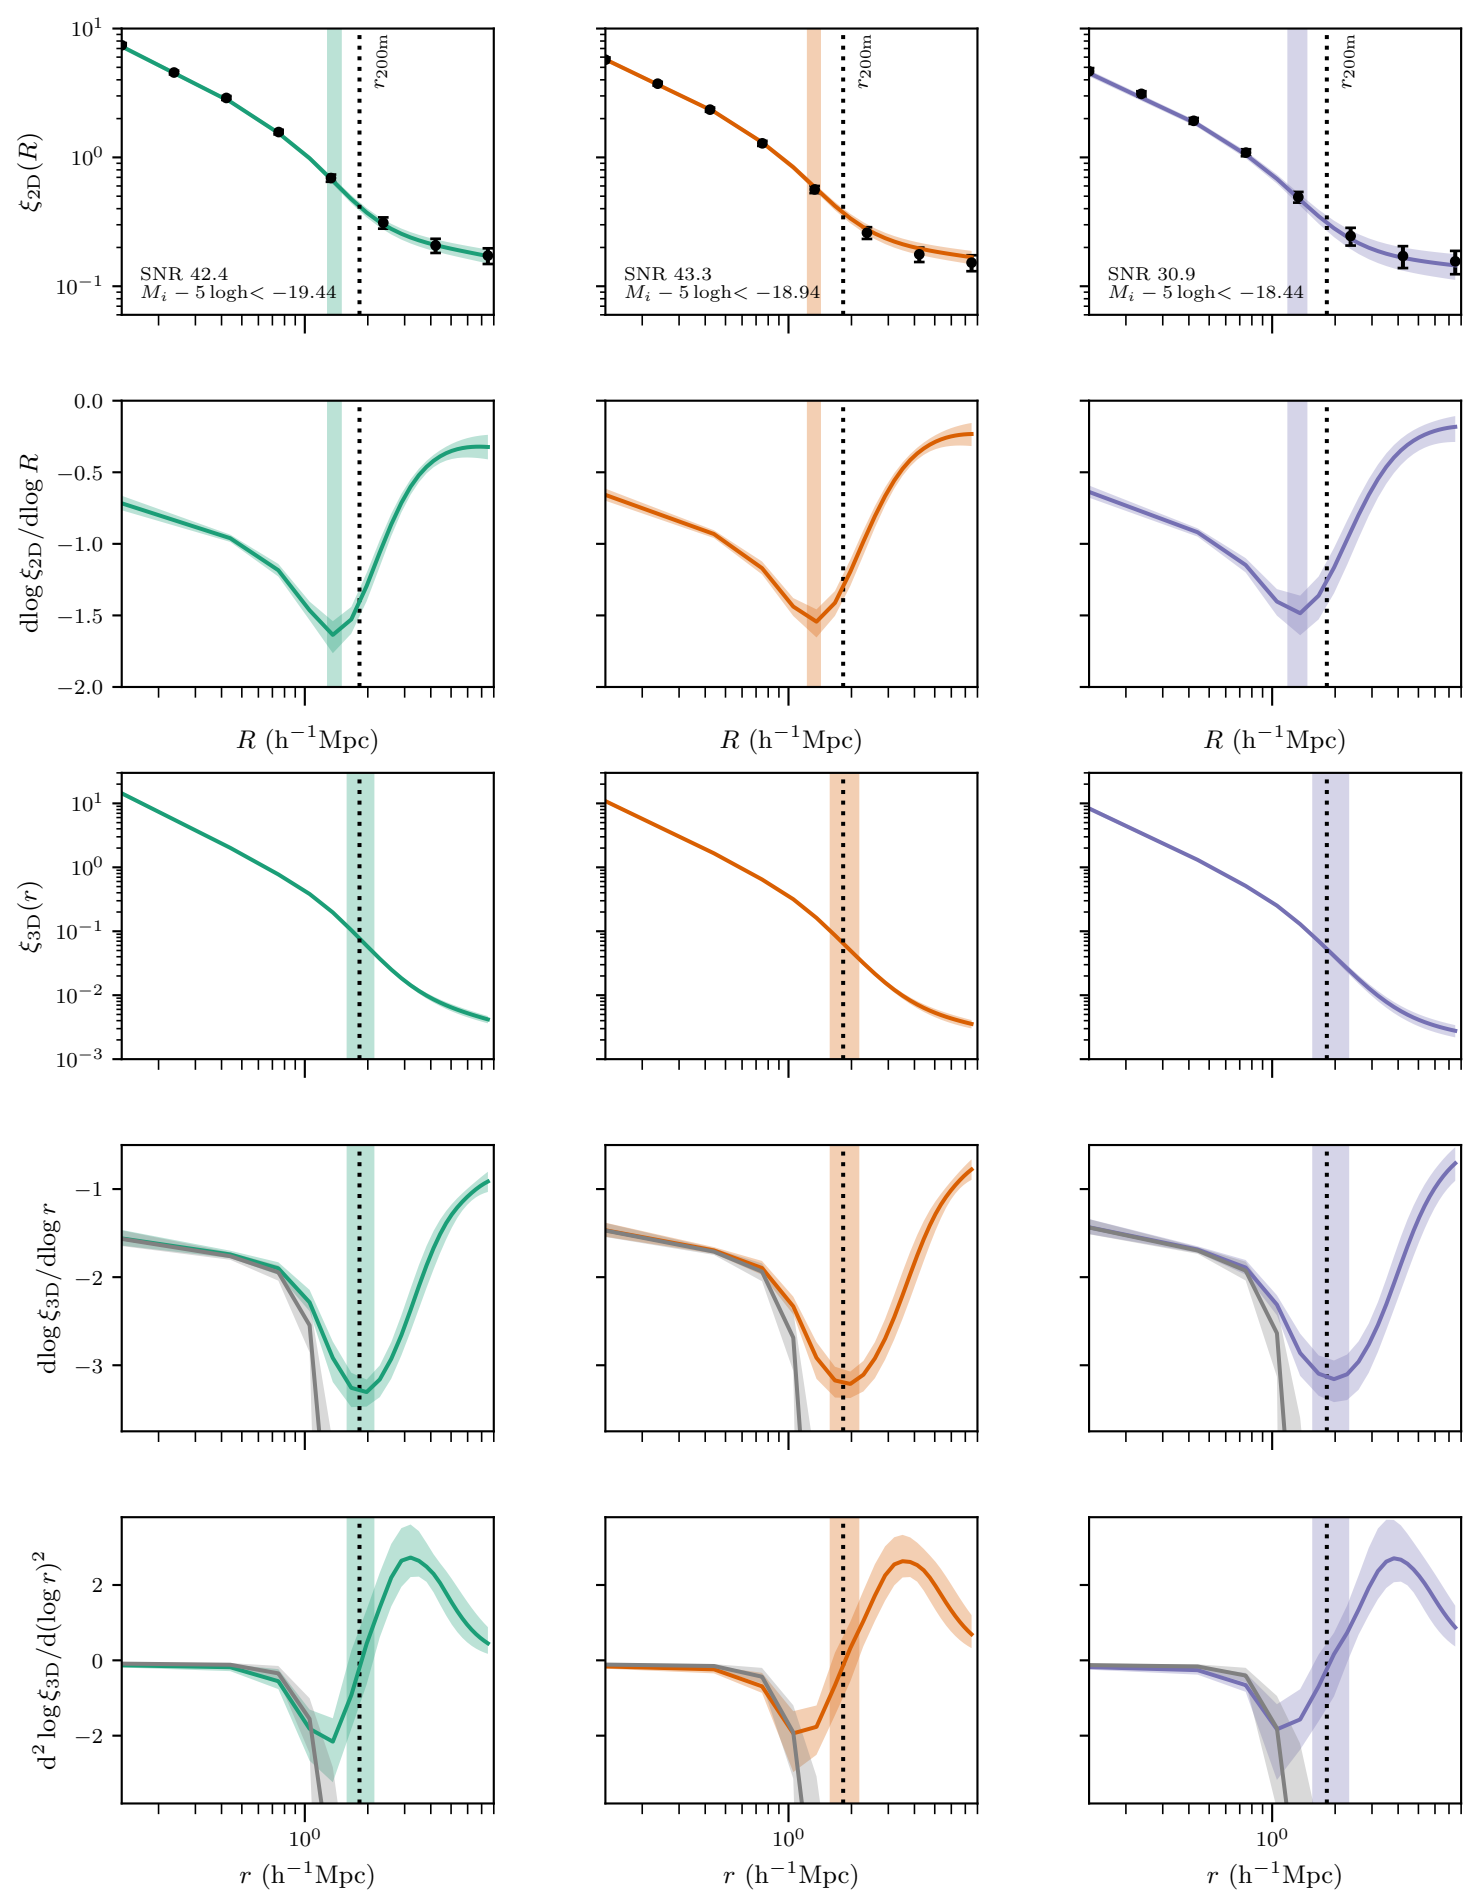 10¹
10⁰
10⁻¹
ξ₂D(R)
r₂₀₀ₘ
SNR 42.4
Mᵢ − 5 logh< −19.44
r₂₀₀ₘ
SNR 43.3
Mᵢ − 5 logh< −18.94
r₂₀₀ₘ
SNR 30.9
Mᵢ − 5 logh< −18.44
0.0
−0.5
−1.0
−1.5
−2.0
dlog ξ₂D/dlog R
R (h⁻¹Mpc)
R (h⁻¹Mpc)
R (h⁻¹Mpc)
10¹
10⁰
10⁻¹
10⁻²
10⁻³
ξ₃D(r)
−1
−2
−3
dlog ξ₃D/dlog r
2
0
−2
d² log ξ₃D/d(log r)²
10⁰
10⁰
10⁰
r (h⁻¹Mpc)
r (h⁻¹Mpc)
r (h⁻¹Mpc)